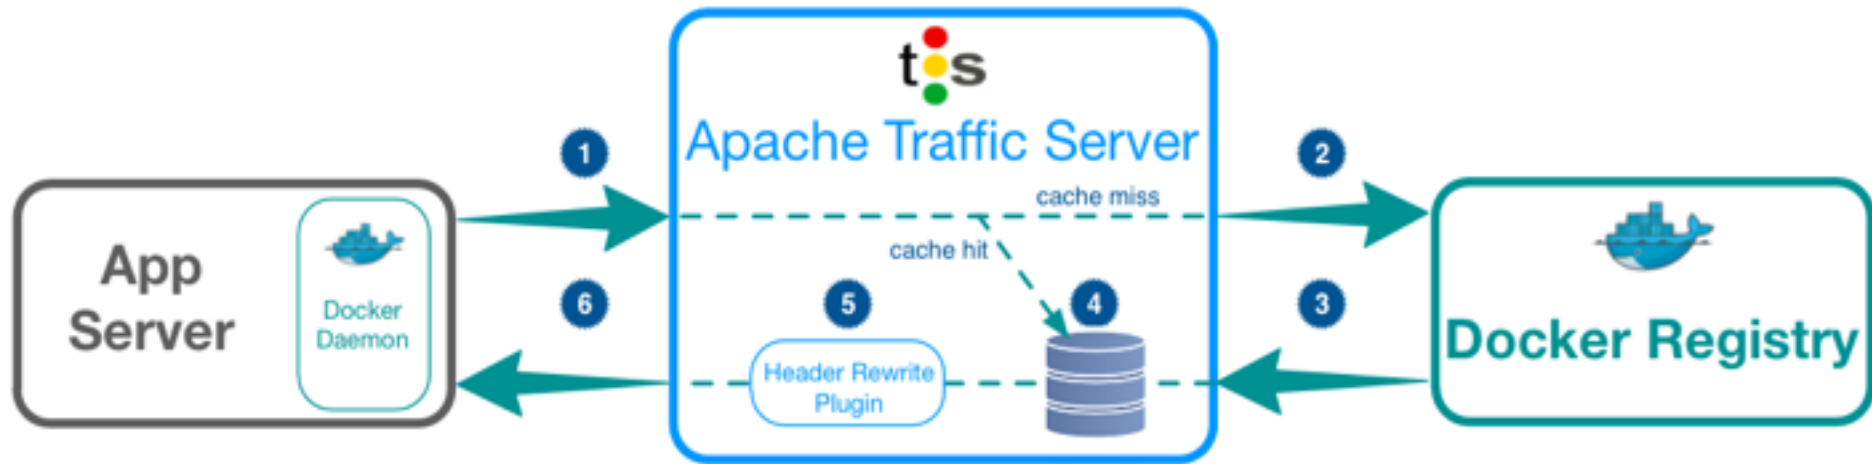 t s
Apache Traffic Server
1
2
cache miss
cache hit
App
Server
Docker
Daemon
6
5
4
3
Header Rewrite
Plugin
Docker Registry